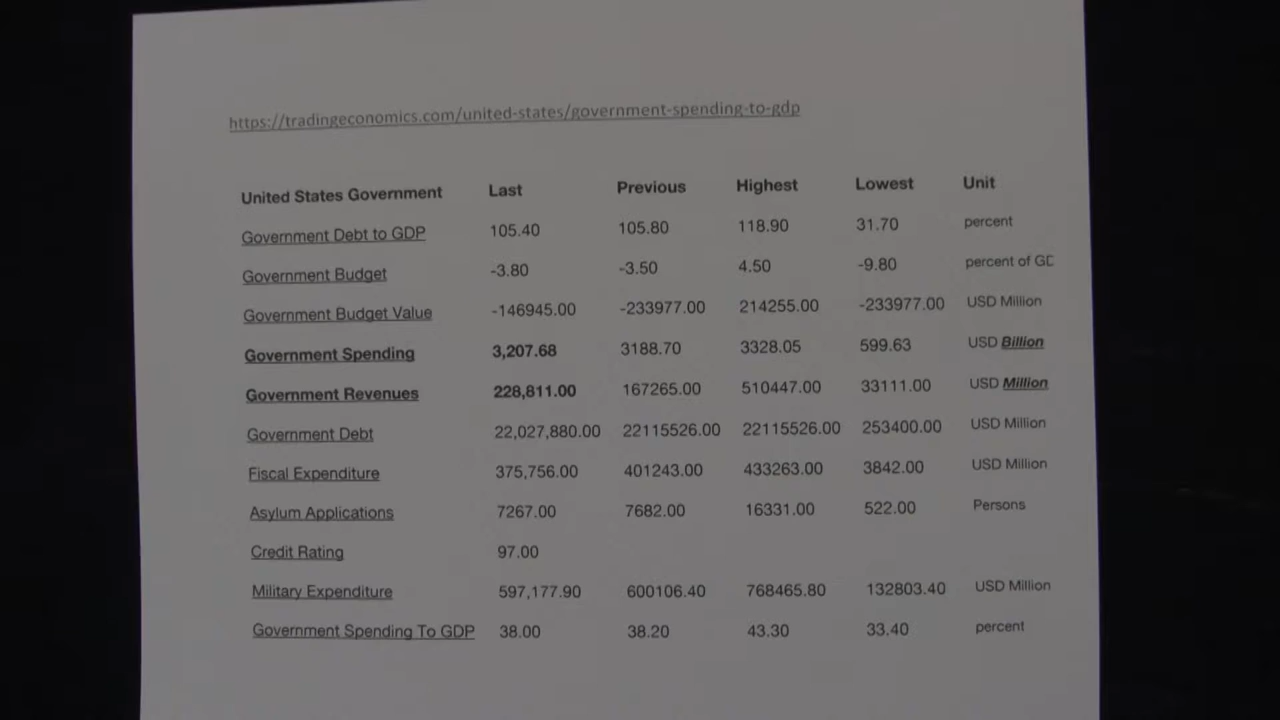 https://tradingeconomics.com/united-states/government-spending-to-gdp
United States Government Last Previous Highest Lowest Unit
Government Debt to GDP 105.40 105.80 118.90 31.70 percent
Government Budget -3.80 -3.50 4.50 -9.80 percent of GD
Government Budget Value -146945.00 -233977.00 214255.00 -233977.00 USD Million
Government Spending 3,207.68 3188.70 3328.05 599.63 USD Billion
Government Revenues 228,811.00 167265.00 510447.00 33111.00 USD Million
Government Debt 22,027,880.00 22115526.00 22115526.00 253400.00 USD Million
Fiscal Expenditure 375,756.00 401243.00 433263.00 3842.00 USD Million
Asylum Applications 7267.00 7682.00 16331.00 522.00 Persons
Credit Rating 97.00
Military Expenditure 597,177.90 600106.40 768465.80 132803.40 USD Million
Government Spending To GDP 38.00 38.20 43.30 33.40 percent